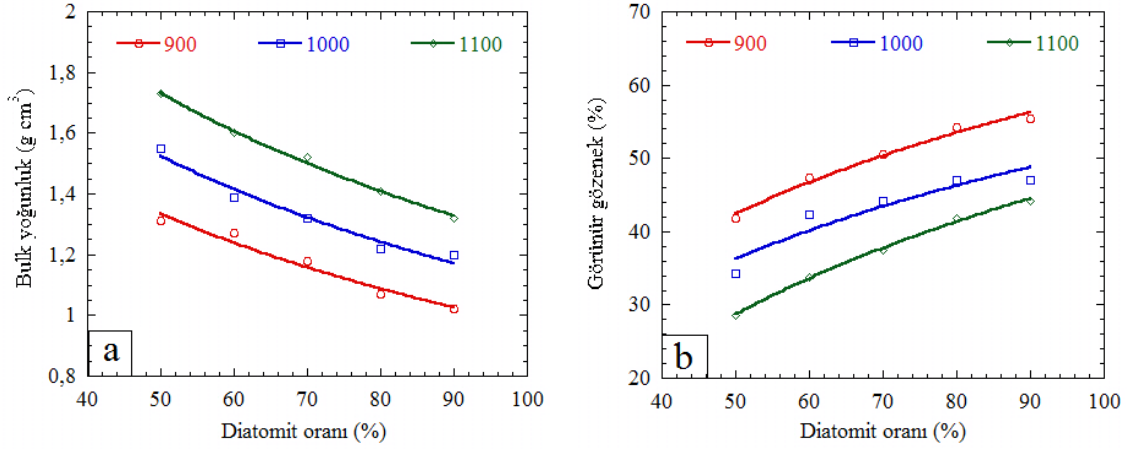 2
1,8
1,6
1,4
1,2
1
0,8
40 50 60 70 80 90 100
900 1000 1100
Bulk yoğunluk (g cm³)
Diatomit oranı (%)
a
70
60
50
40
30
20
40 50 60 70 80 90 100
900 1000 1100
Görünür gözenek (%)
Diatomit oranı (%)
b